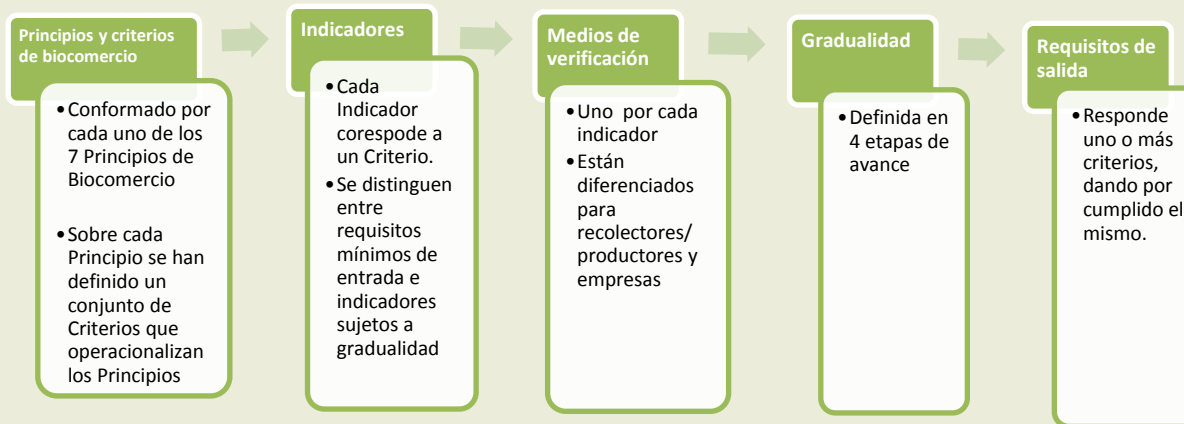 Principios y criterios
de biocomercio
•Conformado por
cada uno de los
7 Principios de
Biocomercio
•Sobre cada
Principio se han
definido un
conjunto de
Criterios que
operacionalizan
los Principios
Indicadores
•Cada
Indicador
corespode a
un Criterio.
•Se distinguen
entre
requisitos
mínimos de
entrada e
indicadores
sujetos a
gradualidad
Medios de
verificación
•Uno por cada
indicador
•Están
diferenciados
para
recolectores/
productores y
empresas
Gradualidad
•Definida en
4 etapas de
avance
Requisitos de
salida
•Responde
uno o más
criterios,
dando por
cumplido el
mismo.